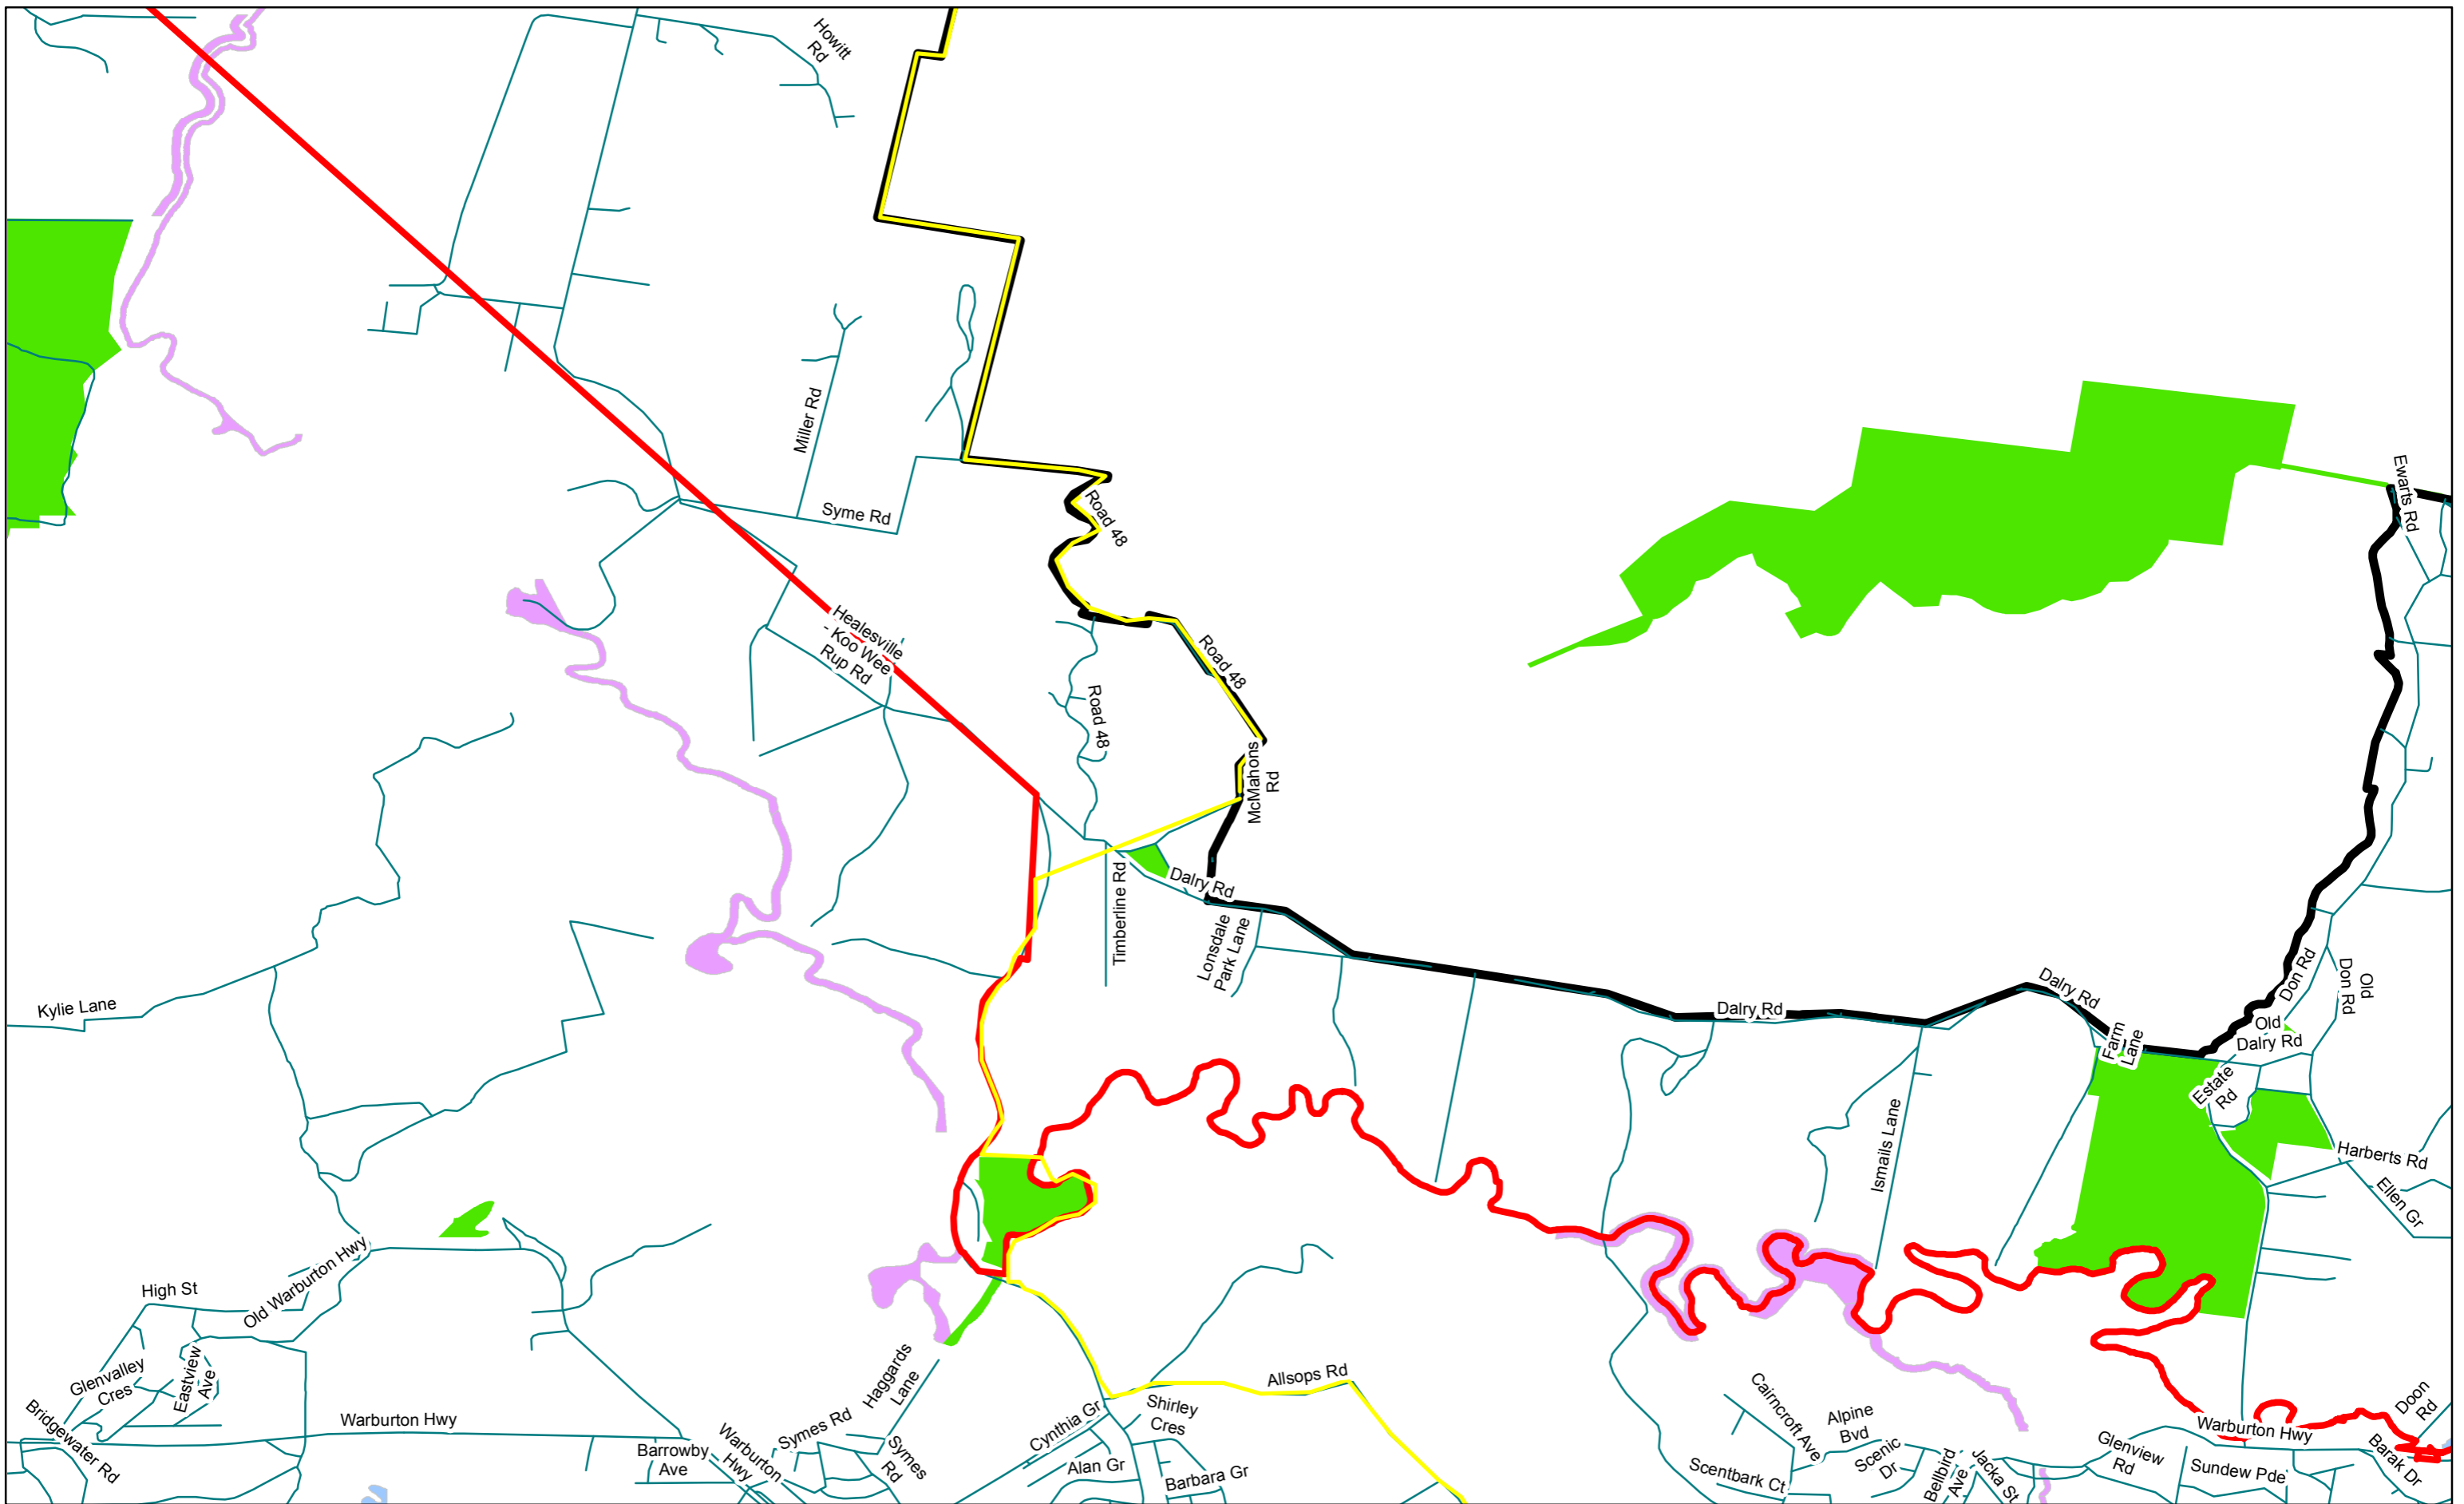 Howitt
Rd
Miller Rd
Syme Rd
Road 48
Ewarts Rd
Healesville
- Koo Wee
Rup Rd
Road 48
Road 48
McMahons
Rd
Timberline Rd
Dalry Rd
Lonsdale
Park Lane
Kylie Lane
Dalry Rd
Dalry Rd
Don Rd
Old
Don Rd
Farm
Lane
Old
Dalry Rd
Estate
Rd
Ismails Lane
Harberts Rd
Ellen Gr
High St
Old Warburton Hwy
Glenvalley
Cres
Eastview
Ave
Bridgewater Rd
Warburton Hwy
Barrowby
Ave
Warburton
Hwy
Symes Rd
Haggards
Lane
Symes
Rd
Cynthia Gr
Shirley
Cres
Alan Gr
Barbara Gr
Allsops Rd
Cairncroft Ave
Alpine
Bvd
Scenic
Dr
Scentbark Ct
Bellbird
Ave
Jacka St
Glenview
Rd
Warburton Hwy
Sundew Pde
Doon
Rd
Barak Dr